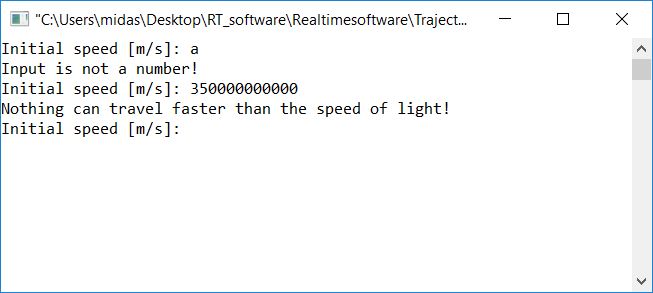 "C:\Users\midas\Desktop\RT_software\Realtimesoftware\Traject...
Initial speed [m/s]: a
Input is not a number!
Initial speed [m/s]: 350000000000
Nothing can travel faster than the speed of light!
Initial speed [m/s]: